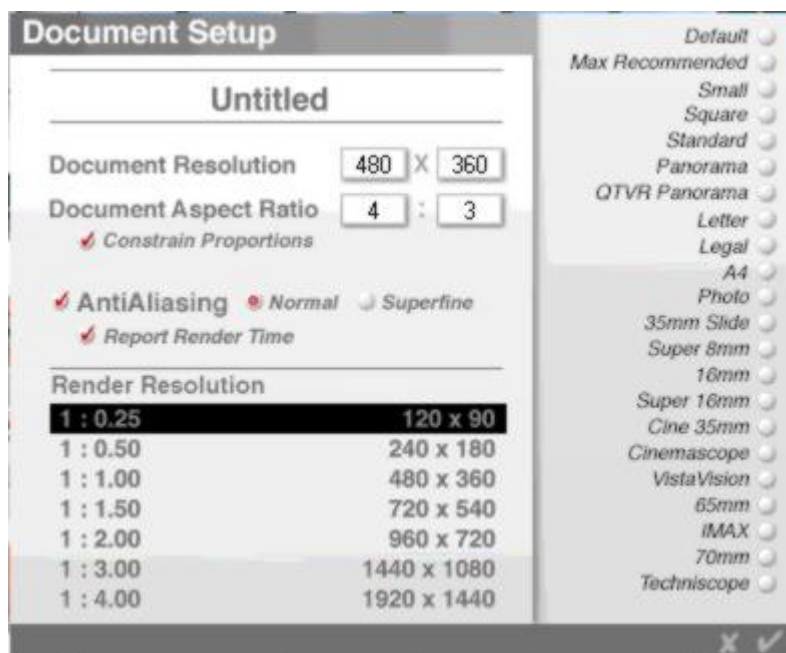 Document Setup
Untitled
Document Resolution 480 X 360
Document Aspect Ratio 4 : 3
Constrain Proportions
AntiAliasing Normal Superfine
Report Render Time
Render Resolution
1 : 0.25 120 x 90
1 : 0.50 240 x 180
1 : 1.00 480 x 360
1 : 1.50 720 x 540
1 : 2.00 960 x 720
1 : 3.00 1440 x 1080
1 : 4.00 1920 x 1440
Default
Max Recommended
Small
Square
Standard
Panorama
QTVR Panorama
Letter
Legal
A4
Photo
35mm Slide
Super 8mm
16mm
Super 16mm
Cine 35mm
Cinemascope
VistaVision
65mm
IMAX
70mm
Techniscope